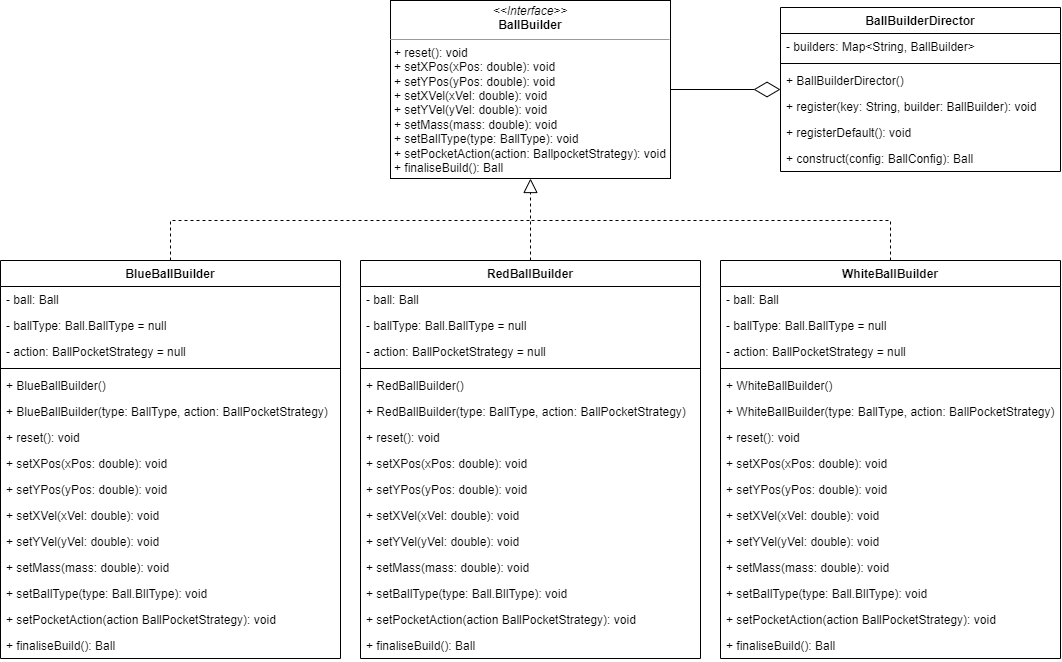 <<Interface>>
BallBuilder
+ reset(): void
+ setXPos(xPos: double): void
+ setYPos(yPos: double): void
+ setXVel(xVel: double): void
+ setYVel(yVel: double): void
+ setMass(mass: double): void
+ setBallType(type: BallType): void
+ setPocketAction(action: BallpocketStrategy): void
+ finaliseBuild(): Ball
BallBuilderDirector
- builders: Map<String, BallBuilder>
+ BallBuilderDirector()
+ register(key: String, builder: BallBuilder): void
+ registerDefault(): void
+ construct(config: BallConfig): Ball
BlueBallBuilder
- ball: Ball
- ballType: Ball.BallType = null
- action: BallPocketStrategy = null
+ BlueBallBuilder()
+ BlueBallBuilder(type: BallType, action: BallPocketStrategy)
+ reset(): void
+ setXPos(xPos: double): void
+ setYPos(yPos: double): void
+ setXVel(xVel: double): void
+ setYVel(yVel: double): void
+ setMass(mass: double): void
+ setBallType(type: Ball.BllType): void
+ setPocketAction(action BallPocketStrategy): void
+ finaliseBuild(): Ball
RedBallBuilder
- ball: Ball
- ballType: Ball.BallType = null
- action: BallPocketStrategy = null
+ RedBallBuilder()
+ RedBallBuilder(type: BallType, action: BallPocketStrategy)
+ reset(): void
+ setXPos(xPos: double): void
+ setYPos(yPos: double): void
+ setXVel(xVel: double): void
+ setYVel(yVel: double): void
+ setMass(mass: double): void
+ setBallType(type: Ball.BllType): void
+ setPocketAction(action BallPocketStrategy): void
+ finaliseBuild(): Ball
WhiteBallBuilder
- ball: Ball
- ballType: Ball.BallType = null
- action: BallPocketStrategy = null
+ WhiteBallBuilder()
+ WhiteBallBuilder(type: BallType, action: BallPocketStrategy)
+ reset(): void
+ setXPos(xPos: double): void
+ setYPos(yPos: double): void
+ setXVel(xVel: double): void
+ setYVel(yVel: double): void
+ setMass(mass: double): void
+ setBallType(type: Ball.BllType): void
+ setPocketAction(action BallPocketStrategy): void
+ finaliseBuild(): Ball